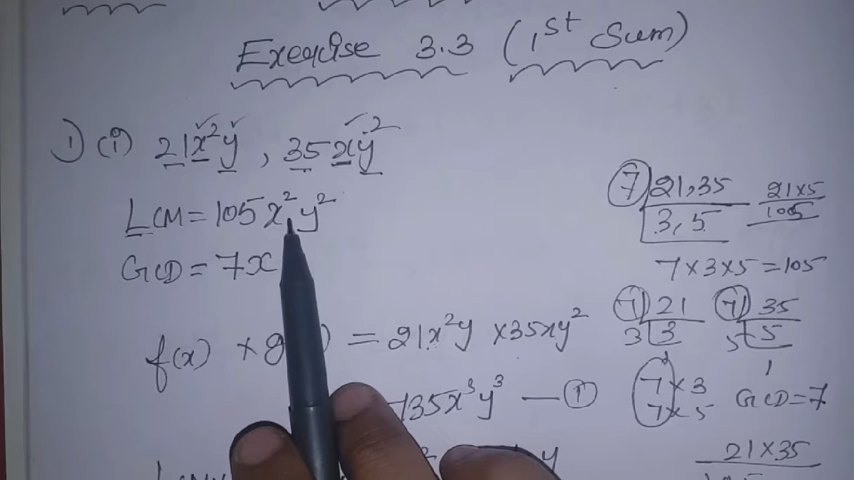 Exercise 3.3 (1st Sum)
1) (i) 21x²y , 35xy²
LCM = 105x²y²
GCD = 7x
f(x) × g = 21x²y × 35xy²
735x³y³ — ①
7 | 21,35
3,5
21×5
105
7×3×5=105
7 | 21
3 | 3
7 | 35
5 | 5
7×3
7×5
GCD=7
21×35